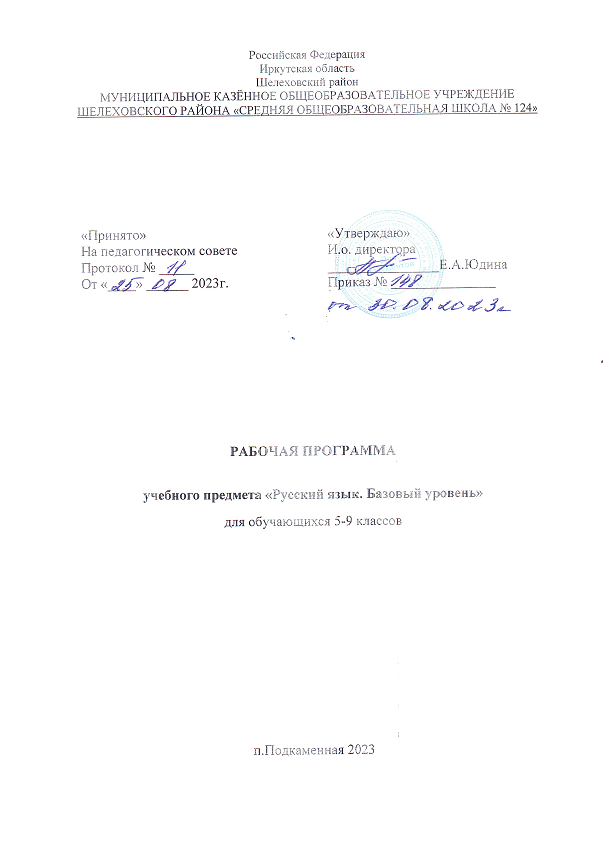 Российская Федерация
Иркутская область
Шелеховский район
МУНИЦИПАЛЬНОЕ КАЗЁННОЕ ОБЩЕОБРАЗОВАТЕЛЬНОЕ УЧРЕЖДЕНИЕ
ШЕЛЕХОВСКОГО РАЙОНА «СРЕДНЯЯ ОБЩЕОБРАЗОВАТЕЛЬНАЯ ШКОЛА № 124»
«Принято»
На педагогическом совете
Протокол № 11
От «25» 08 2023г.
«Утверждаю»
И.о. директора
Е.А.Юдина
Приказ № 148
от 30.08.2023г
РАБОЧАЯ ПРОГРАММА
учебного предмета «Русский язык. Базовый уровень»
для обучающихся 5-9 классов
п.Подкаменная 2023